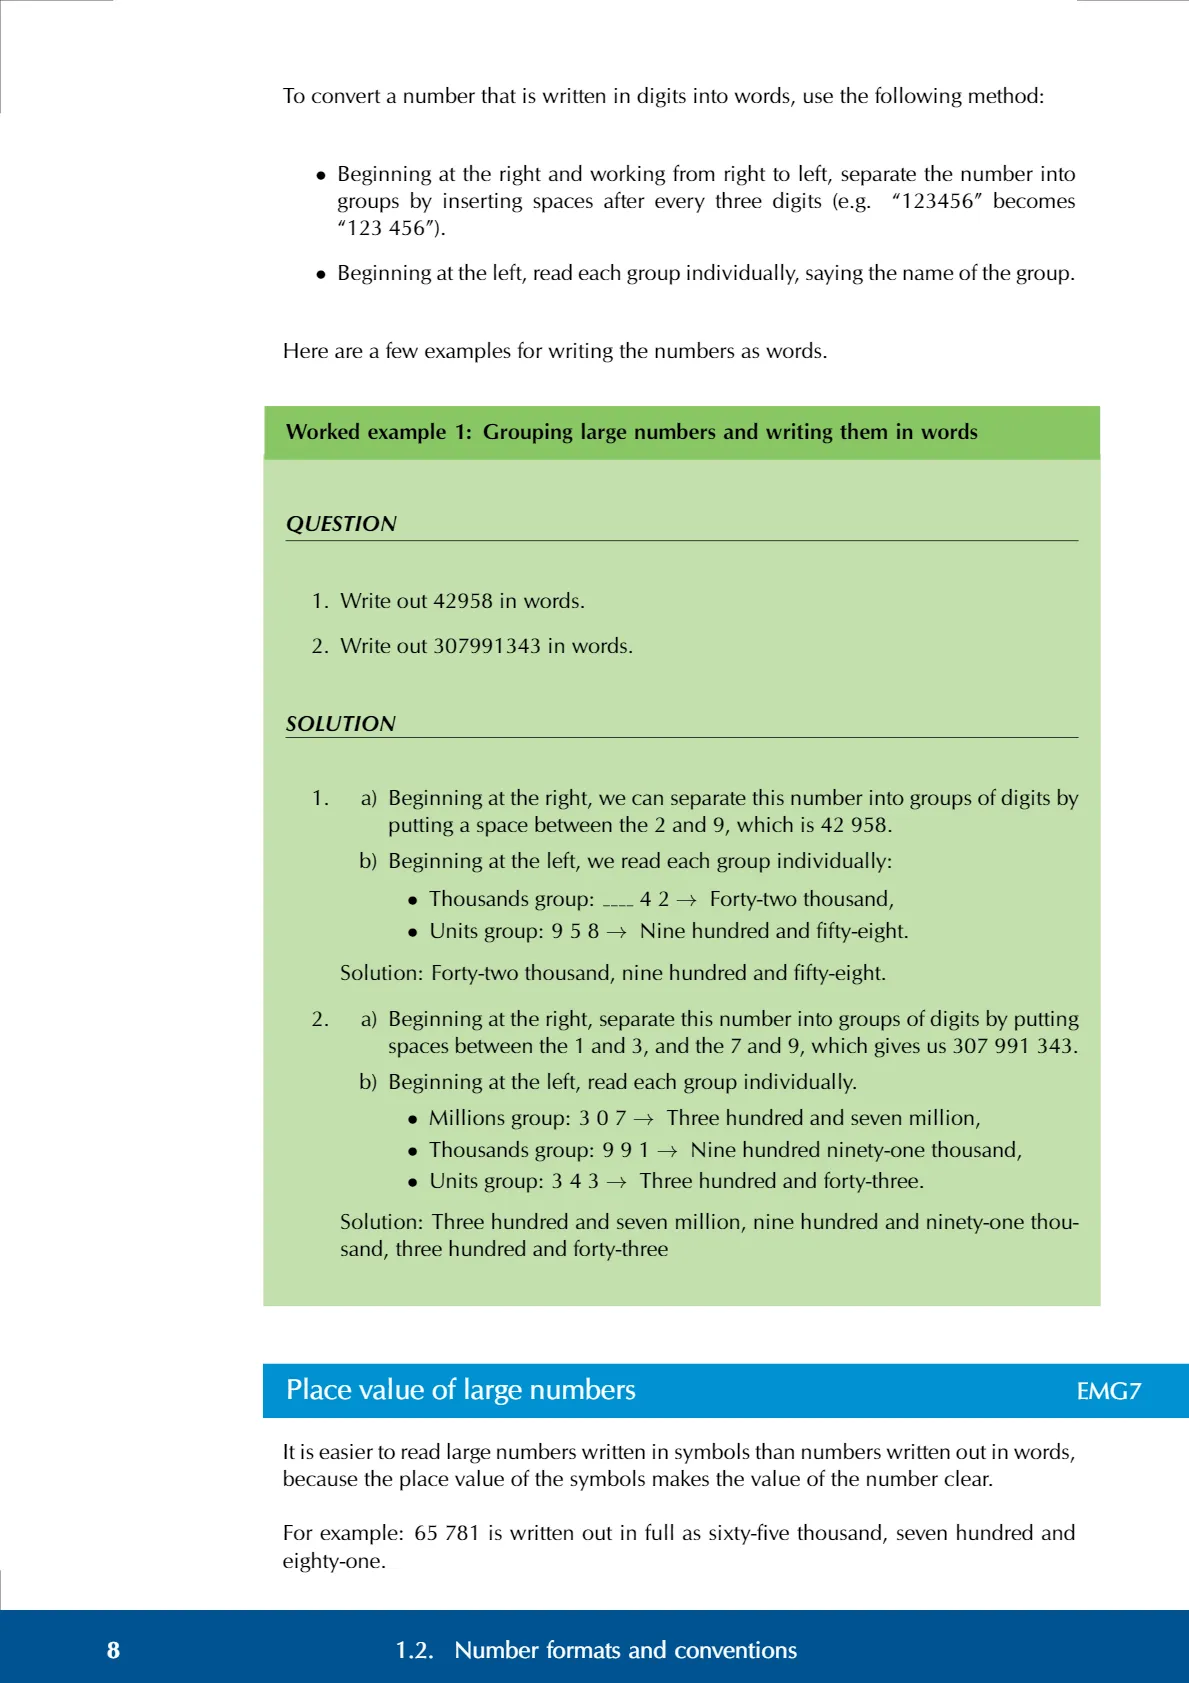 To convert a number that is written in digits into words, use the following method:
• Beginning at the right and working from right to left, separate the number into
groups by inserting spaces after every three digits (e.g. “123456” becomes
“123 456”).
• Beginning at the left, read each group individually, saying the name of the group.
Here are a few examples for writing the numbers as words.
Worked example 1: Grouping large numbers and writing them in words
QUESTION
1. Write out 42958 in words.
2. Write out 307991343 in words.
SOLUTION
1. a) Beginning at the right, we can separate this number into groups of digits by
putting a space between the 2 and 9, which is 42 958.
b) Beginning at the left, we read each group individually:
• Thousands group: ____ 4 2 → Forty-two thousand,
• Units group: 9 5 8 → Nine hundred and fifty-eight.
Solution: Forty-two thousand, nine hundred and fifty-eight.
2. a) Beginning at the right, separate this number into groups of digits by putting
spaces between the 1 and 3, and the 7 and 9, which gives us 307 991 343.
b) Beginning at the left, read each group individually.
• Millions group: 3 0 7 → Three hundred and seven million,
• Thousands group: 9 9 1 → Nine hundred ninety-one thousand,
• Units group: 3 4 3 → Three hundred and forty-three.
Solution: Three hundred and seven million, nine hundred and ninety-one thou-
sand, three hundred and forty-three
Place value of large numbers EMG7
It is easier to read large numbers written in symbols than numbers written out in words,
because the place value of the symbols makes the value of the number clear.
For example: 65 781 is written out in full as sixty-five thousand, seven hundred and
eighty-one.
8 1.2. Number formats and conventions